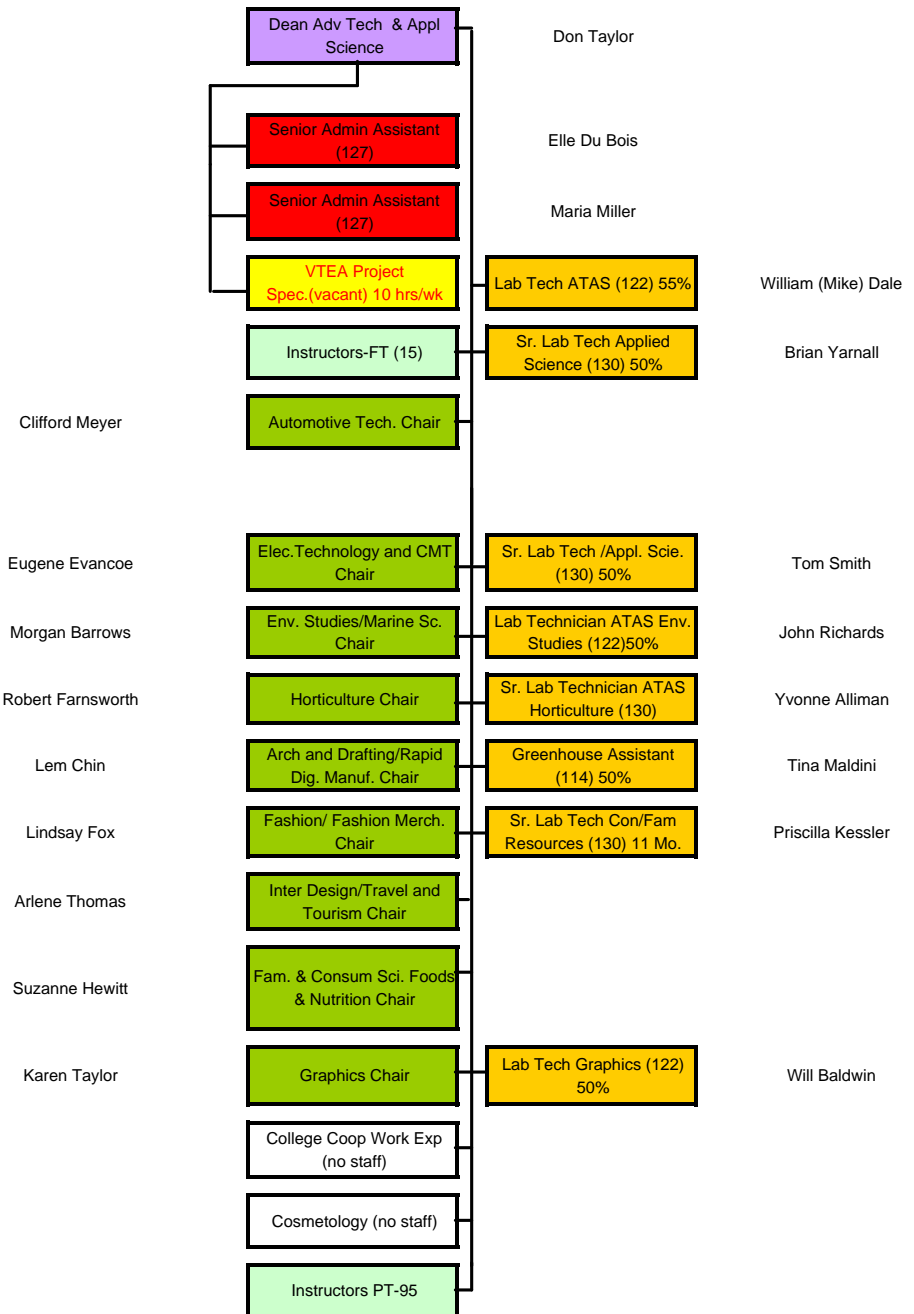 Dean Adv Tech & Appl
Science
Don Taylor
Senior Admin Assistant
(127)
Elle Du Bois
Senior Admin Assistant
(127)
Maria Miller
VTEA Project
Spec.(vacant) 10 hrs/wk
Lab Tech ATAS (122) 55%
William (Mike) Dale
Instructors-FT (15)
Sr. Lab Tech Applied
Science (130) 50%
Brian Yarnall
Clifford Meyer
Automotive Tech. Chair
Eugene Evancoe
Elec.Technology and CMT
Chair
Sr. Lab Tech /Appl. Scie.
(130) 50%
Tom Smith
Morgan Barrows
Env. Studies/Marine Sc.
Chair
Lab Technician ATAS Env.
Studies (122)50%
John Richards
Robert Farnsworth
Horticulture Chair
Sr. Lab Technician ATAS
Horticulture (130)
Yvonne Alliman
Lem Chin
Arch and Drafting/Rapid
Dig. Manuf. Chair
Greenhouse Assistant
(114) 50%
Tina Maldini
Lindsay Fox
Fashion/ Fashion Merch.
Chair
Sr. Lab Tech Con/Fam
Resources (130) 11 Mo.
Priscilla Kessler
Arlene Thomas
Inter Design/Travel and
Tourism Chair
Suzanne Hewitt
Fam. & Consum Sci. Foods
& Nutrition Chair
Karen Taylor
Graphics Chair
Lab Tech Graphics (122)
50%
Will Baldwin
College Coop Work Exp
(no staff)
Cosmetology (no staff)
Instructors PT-95